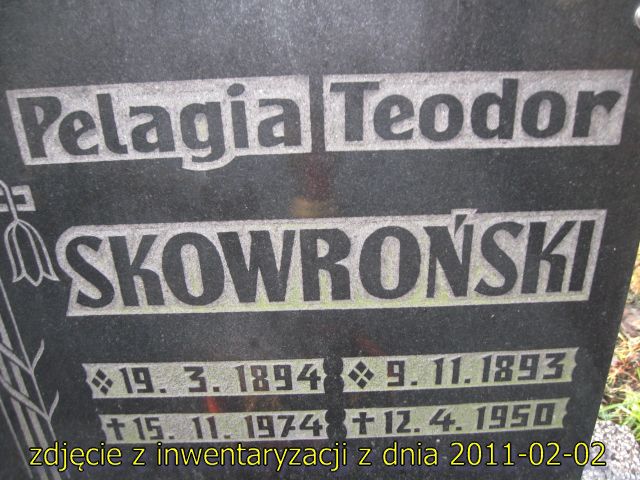 Pelagia Teodor
SKOWROŃSKI
19. 3. 1894 9. 11. 1893
✝15. 11. 1974 ✝12. 4. 1950
zdjęcie z inwentaryzacji z dnia 2011-02-02